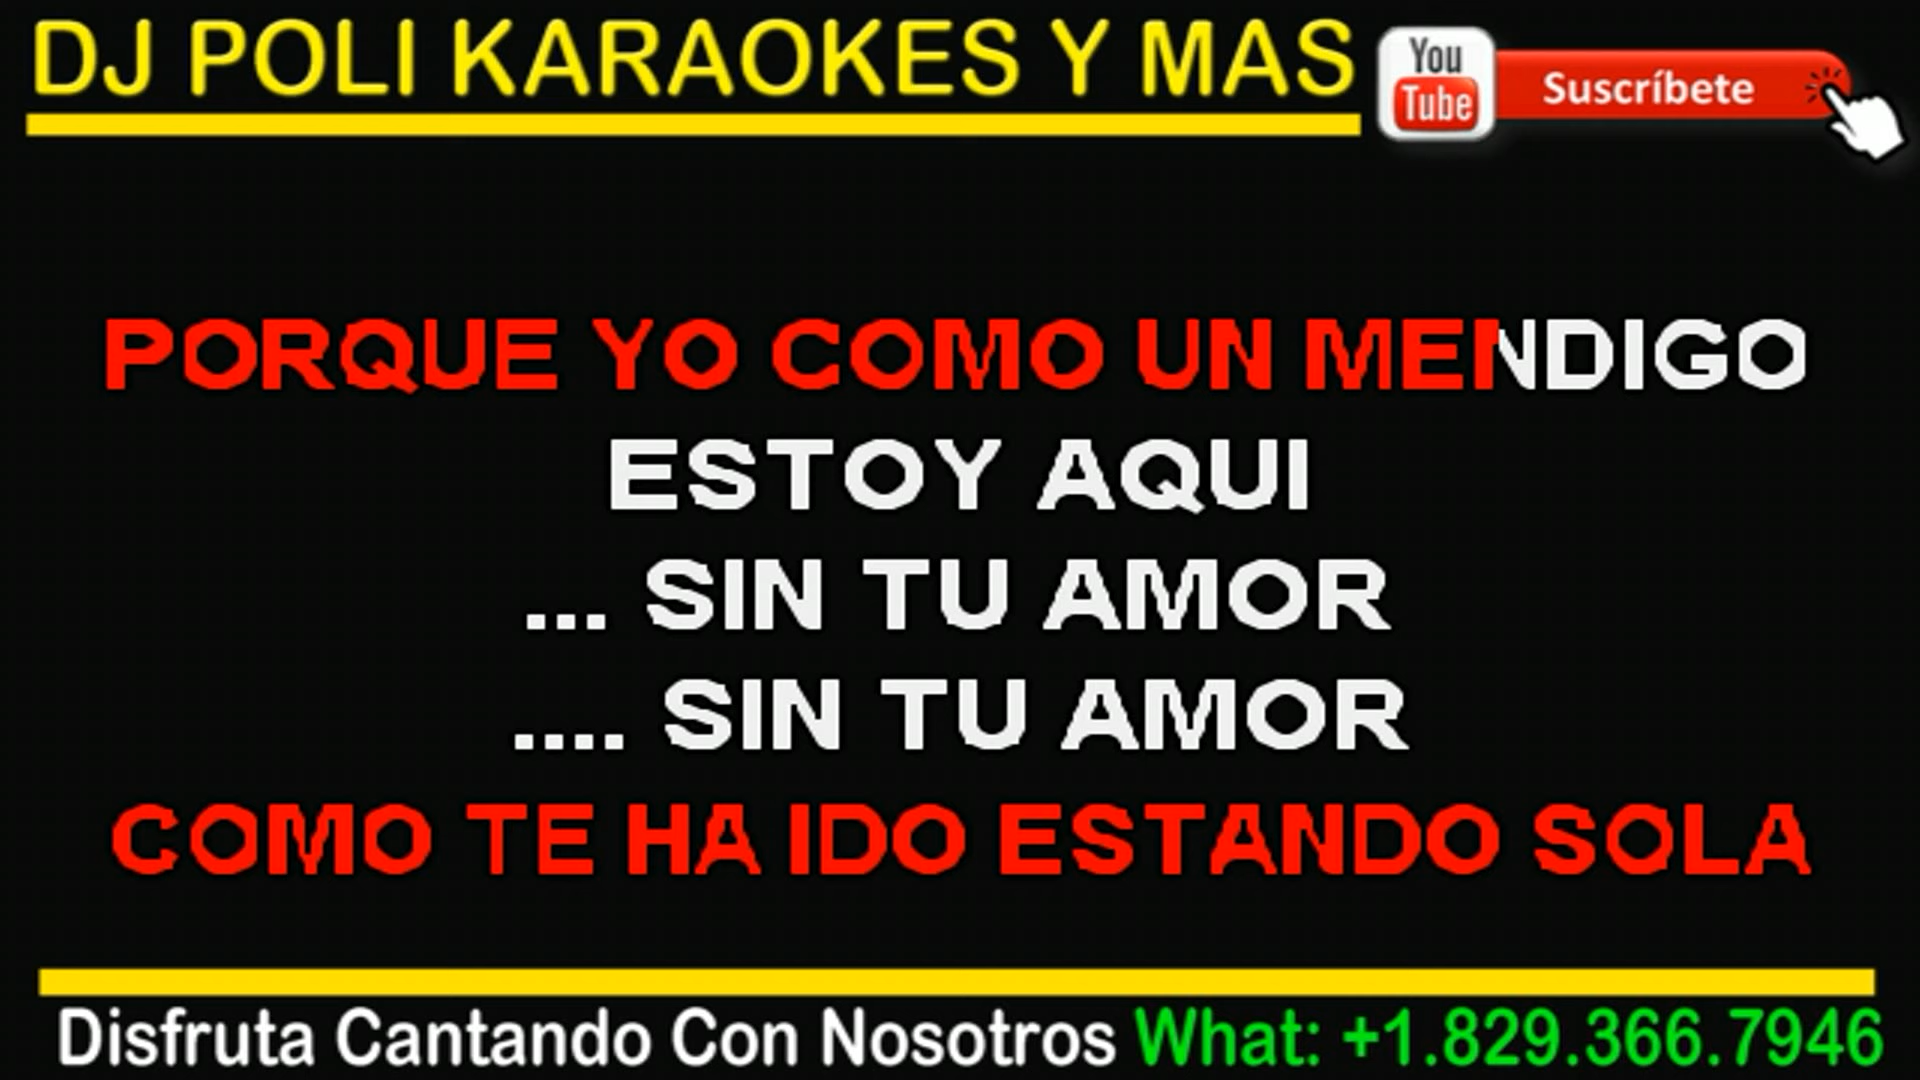 DJ POLI KARAOKES Y MAS
You Tube
Suscríbete
PORQUE YO COMO UN MENDIGO
ESTOY AQUI
... SIN TU AMOR
.... SIN TU AMOR
COMO TE HA IDO ESTANDO SOLA
Disfruta Cantando Con Nosotros What: +1.829.366.7946